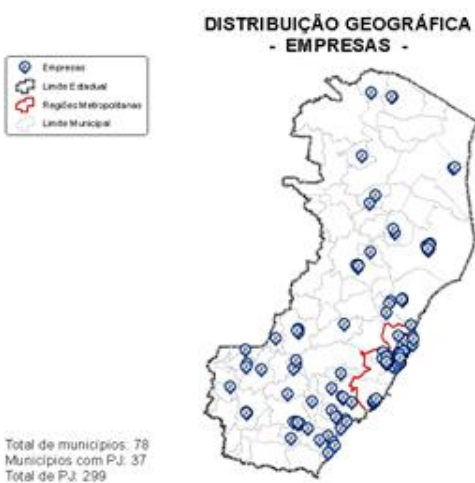 DISTRIBUIÇÃO GEOGRÁFICA
- EMPRESAS -
Empresas
Limite Estadual
Regiões Metropolitanas
Limite Municipal
Total de municípios: 78
Municípios com PJ: 37
Total de PJ: 299